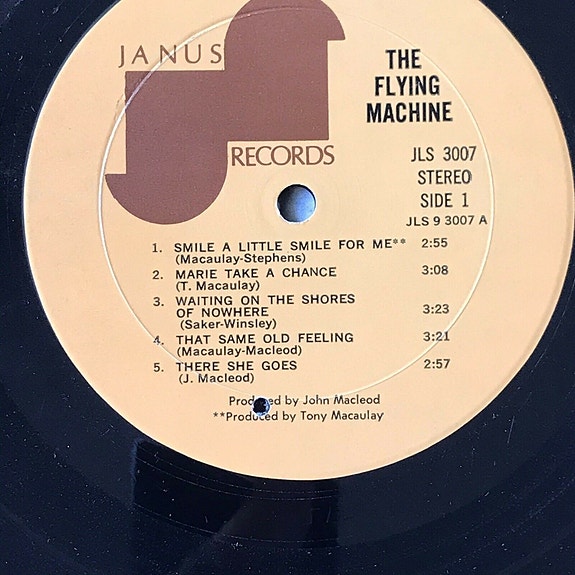 JANUS
RECORDS
THE
FLYING
MACHINE
JLS 3007
STEREO
SIDE 1
JLS 9 3007 A
1. SMILE A LITTLE SMILE FOR ME** 2:55
(Macaulay-Stephens)
2. MARIE TAKE A CHANCE 3:08
(T. Macaulay)
3. WAITING ON THE SHORES
OF NOWHERE 3:23
(Saker-Winsley)
4. THAT SAME OLD FEELING 3:21
(Macaulay-Macleod)
5. THERE SHE GOES 2:57
(J. Macleod)
Produced by John Macleod
**Produced by Tony Macaulay